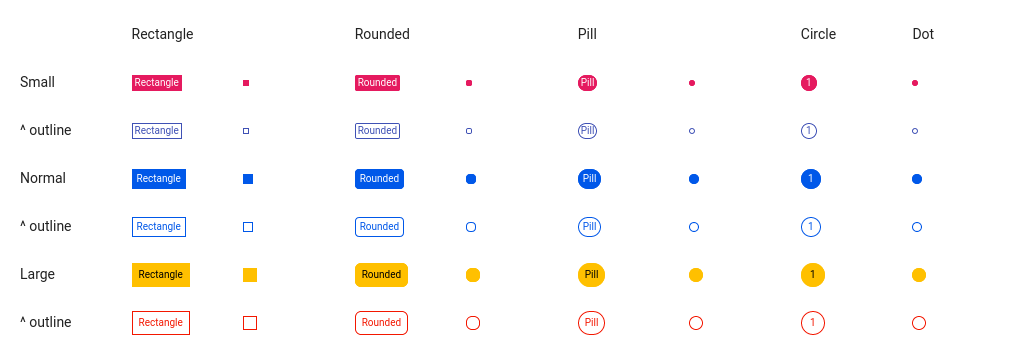 Rectangle Rounded Pill Circle Dot
Small Rectangle Rounded Pill 1
^ outline Rectangle Rounded Pill 1
Normal Rectangle Rounded Pill 1
^ outline Rectangle Rounded Pill 1
Large Rectangle Rounded Pill 1
^ outline Rectangle Rounded Pill 1